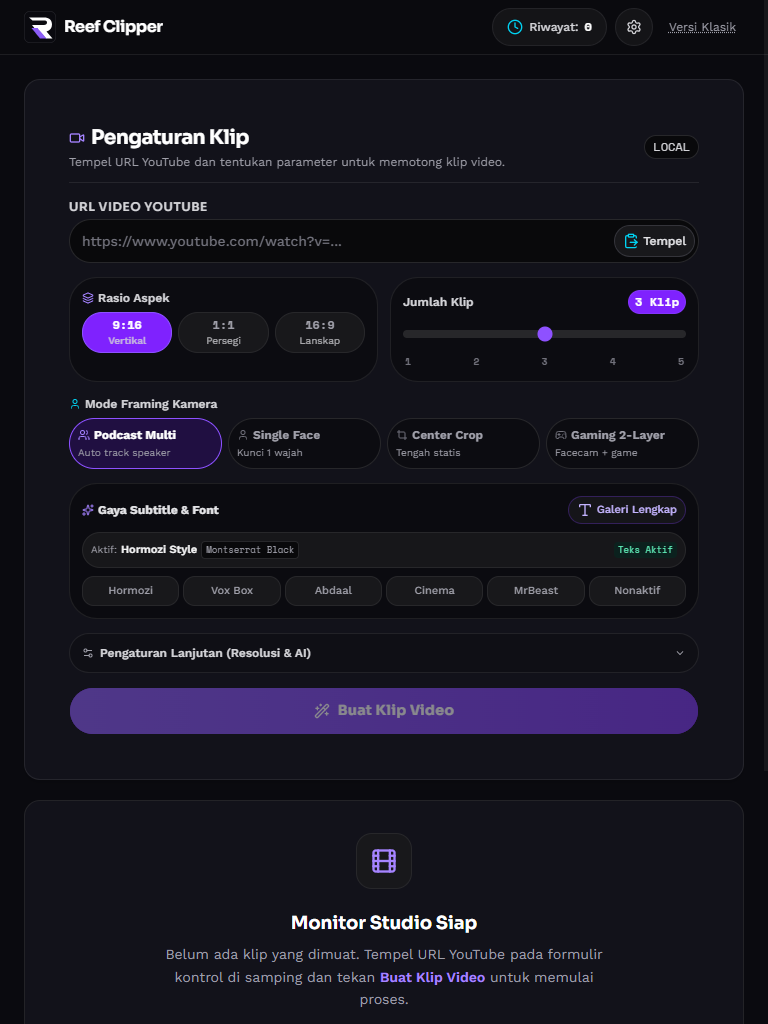 Reef Clipper
Riwayat: 0
Versi Klasik
Pengaturan Klip
Tempel URL YouTube dan tentukan parameter untuk memotong klip video.
LOCAL
URL VIDEO YOUTUBE
https://www.youtube.com/watch?v=...
Tempel
Rasio Aspek
9:16
Vertikal
1:1
Persegi
16:9
Lanskap
Jumlah Klip
3 Klip
1 2 3 4 5
Mode Framing Kamera
Podcast Multi
Auto track speaker
Single Face
Kunci 1 wajah
Center Crop
Tengah statis
Gaming 2-Layer
Facecam + game
Gaya Subtitle & Font
Galeri Lengkap
Aktif: Hormozi Style Montserrat Black
Teks Aktif
Hormozi
Vox Box
Abdaal
Cinema
MrBeast
Nonaktif
Pengaturan Lanjutan (Resolusi & AI)
Buat Klip Video
Monitor Studio Siap
Belum ada klip yang dimuat. Tempel URL YouTube pada formulir
kontrol di samping dan tekan Buat Klip Video untuk memulai
proses.